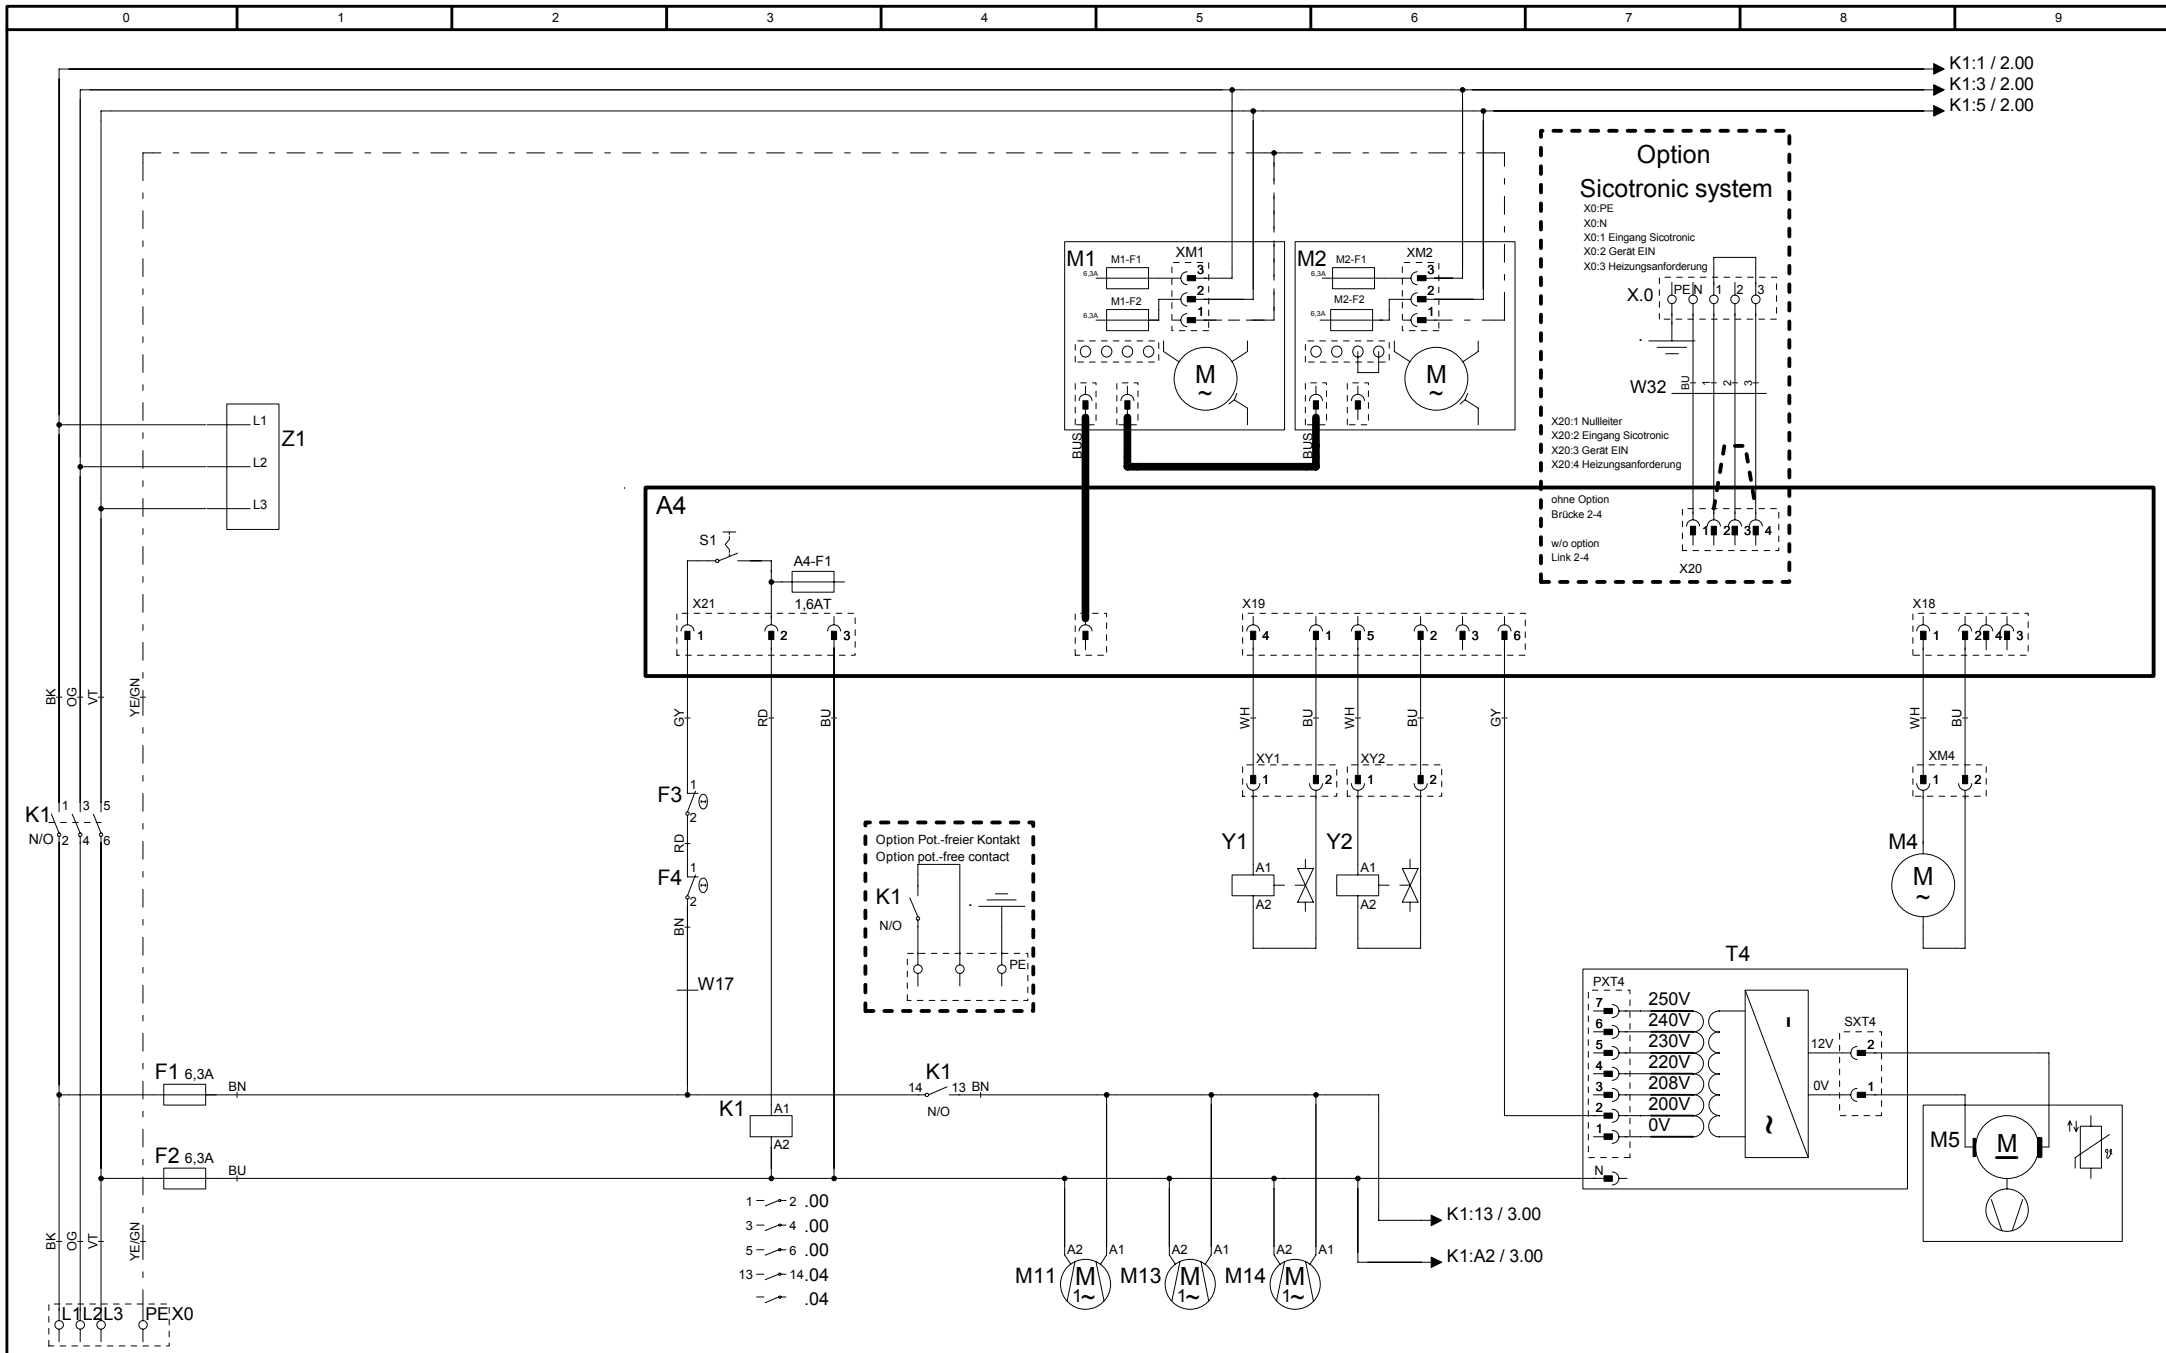 0 1 2 3 4 5 6 7 8 9
K1:1 / 2.00
K1:3 / 2.00
K1:5 / 2.00
Option
Sicotronic system
X0:PE
X0:N
X0:1 Eingang Sicotronic
X0:2 Gerät EIN
X0:3 Heizungsanforderung
X.0 PE N 1 2 3
W32 BU 1 2 3
X20:1 Nullleiter
X20:2 Eingang Sicotronic
X20:3 Gerät EIN
X20:4 Heizungsanforderung
ohne Option
Brücke 2-4
w/o option
Link 2-4
1 2 3 4
X20
M1 M1-F1 XM1
6,3A 3
M1-F2 2
6,3A 1
M
~
BUS
M2 M2-F1 XM2
6,3A 3
M2-F2 2
6,3A 1
M
~
BUS
L1
Z1
L2
L3
A4
S1
A4-F1
1,6AT
X21
1 2 3
X19
4 1 5 2 3 6
X18
1 2 4 3
BK OG VT YE/GN
GY RD BU
WH BU WH BU GY
WH BU
XY1 XY2 XM4
1 2 1 2 1 2
K1 1 3 5
N/O 2 4 6
F3 1
2
RD
F4 1
2
BN
W17
Option Pot.-freier Kontakt
Option pot.-free contact
K1
N/O
PE
Y1 Y2
A1 A1
A2 A2
M4
M
~
T4
PXT4
7 250V
6 240V
5 230V
4 220V
3 208V
2 200V
1 0V
N
~
SXT4
12V 2
0V 1
M5 M ϑ
F1 6,3A BN
F2 6,3A BU
K1 A1
A2
K1
14 13 BN
N/O
1 2 .00
3 4 .00
5 6 .00
13 14 .04
.04
K1:13 / 3.00
K1:A2 / 3.00
A2 A1 A2 A1 A2 A1
M11 M M13 M M14 M
1~ 1~ 1~
BK OG VT YE/GN
L1 L2 L3 PE X0